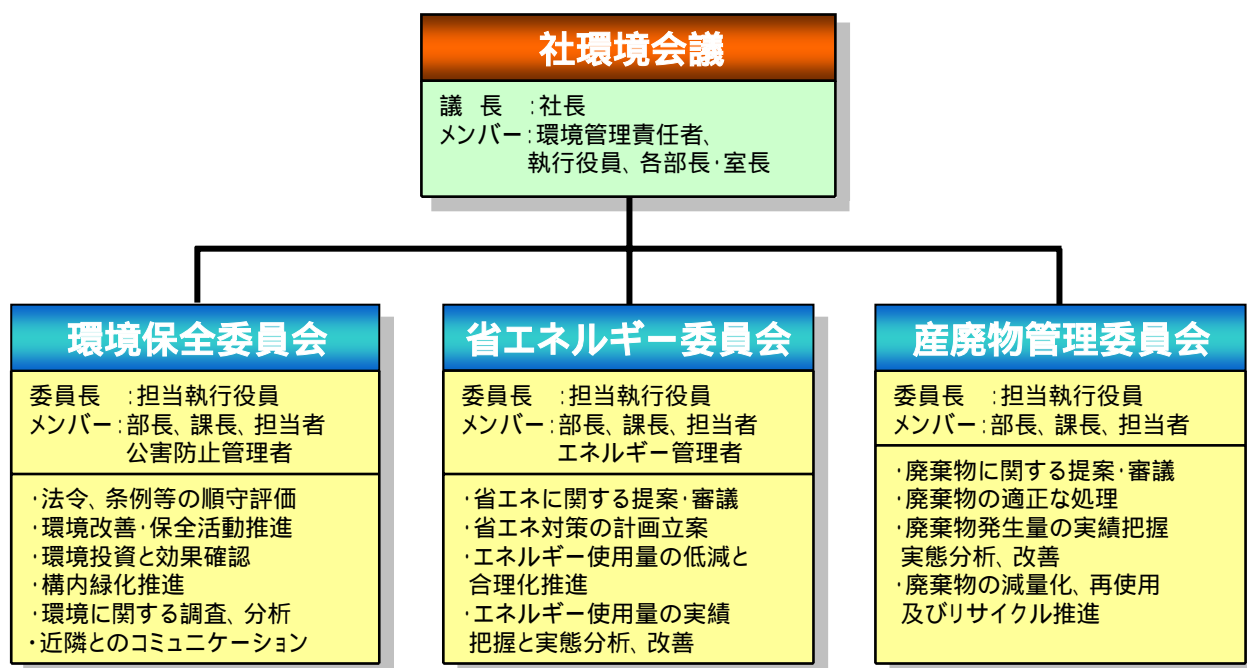 社環境会議
議 長 :社長
メンバー:環境管理責任者、
執行役員、各部長・室長
環境保全委員会
委員長 :担当執行役員
メンバー:部長、課長、担当者
公害防止管理者
・法令、条例等の順守評価
・環境改善・保全活動推進
・環境投資と効果確認
・構内緑化推進
・環境に関する調査、分析
・近隣とのコミュニケーション
省エネルギー委員会
委員長 :担当執行役員
メンバー:部長、課長、担当者
エネルギー管理者
・省エネに関する提案・審議
・省エネ対策の計画立案
・エネルギー使用量の低減と
合理化推進
・エネルギー使用量の実績
把握と実態分析、改善
産廃物管理委員会
委員長 :担当執行役員
メンバー:部長、課長、担当者
・廃棄物に関する提案・審議
・廃棄物の適正な処理
・廃棄物発生量の実績把握
実態分析、改善
・廃棄物の減量化、再使用
及びリサイクル推進